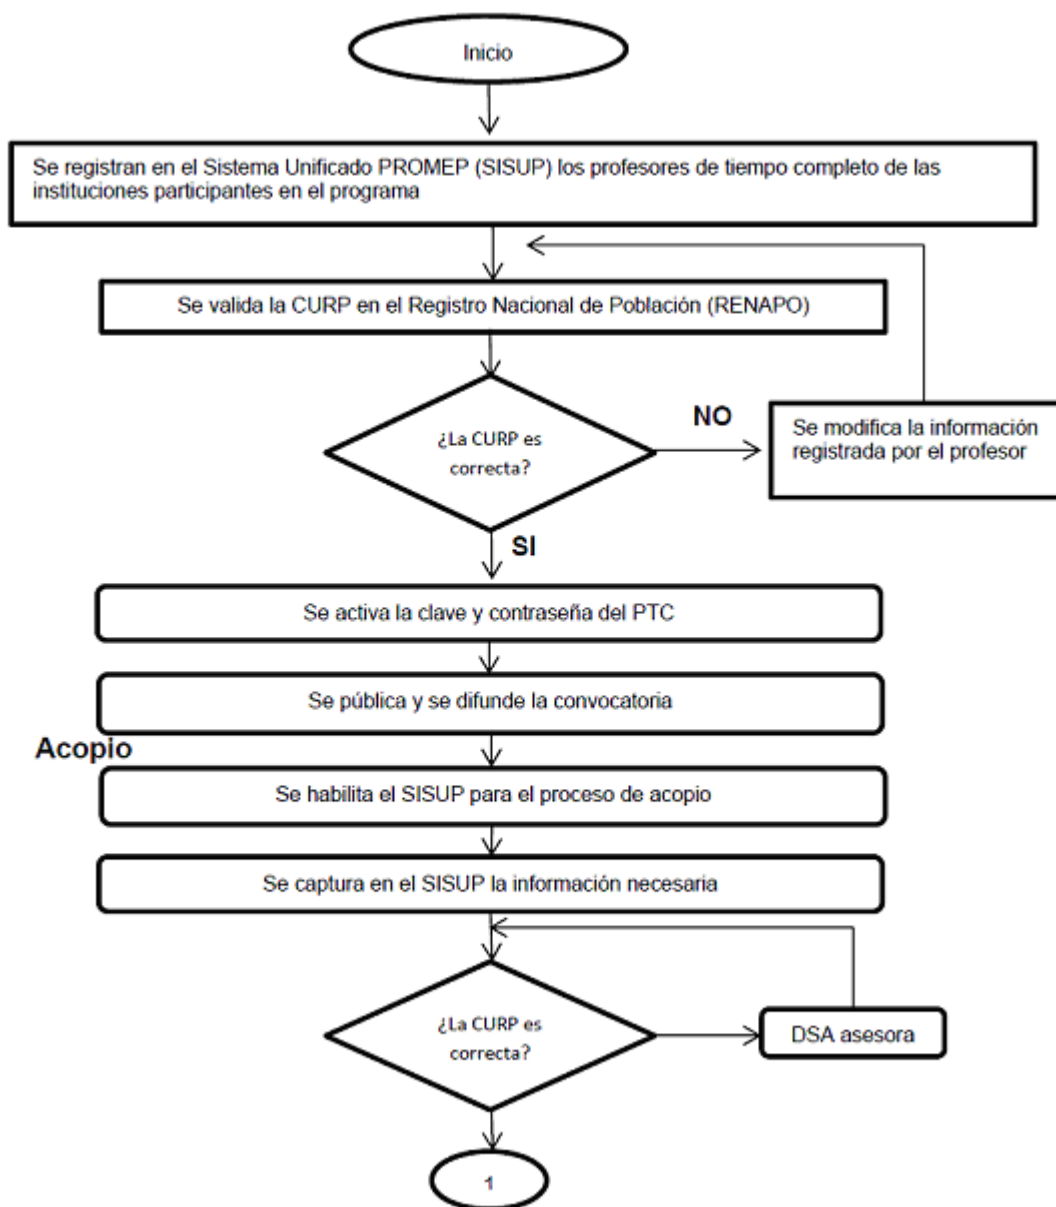 Inicio
Se registran en el Sistema Unificado PROMEP (SISUP) los profesores de tiempo completo de las
instituciones participantes en el programa
Se valida la CURP en el Registro Nacional de Población (RENAPO)
¿La CURP es
correcta?
NO
Se modifica la información
registrada por el profesor
SI
Se activa la clave y contraseña del PTC
Se pública y se difunde la convocatoria
Acopio
Se habilita el SISUP para el proceso de acopio
Se captura en el SISUP la información necesaria
¿La CURP es
correcta?
DSA asesora
1